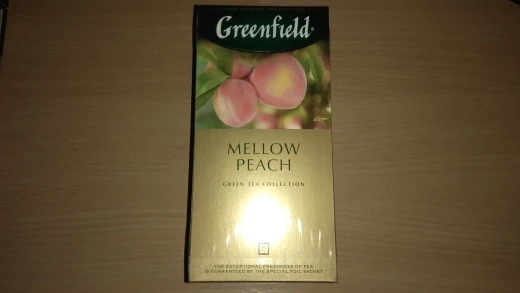 Greenfield
MELLOW
PEACH
GREEN TEA COLLECTION
THE EXCEPTIONAL FRESHNESS OF TEA
IS GUARANTEED BY THE SPECIAL FOIL SACHET